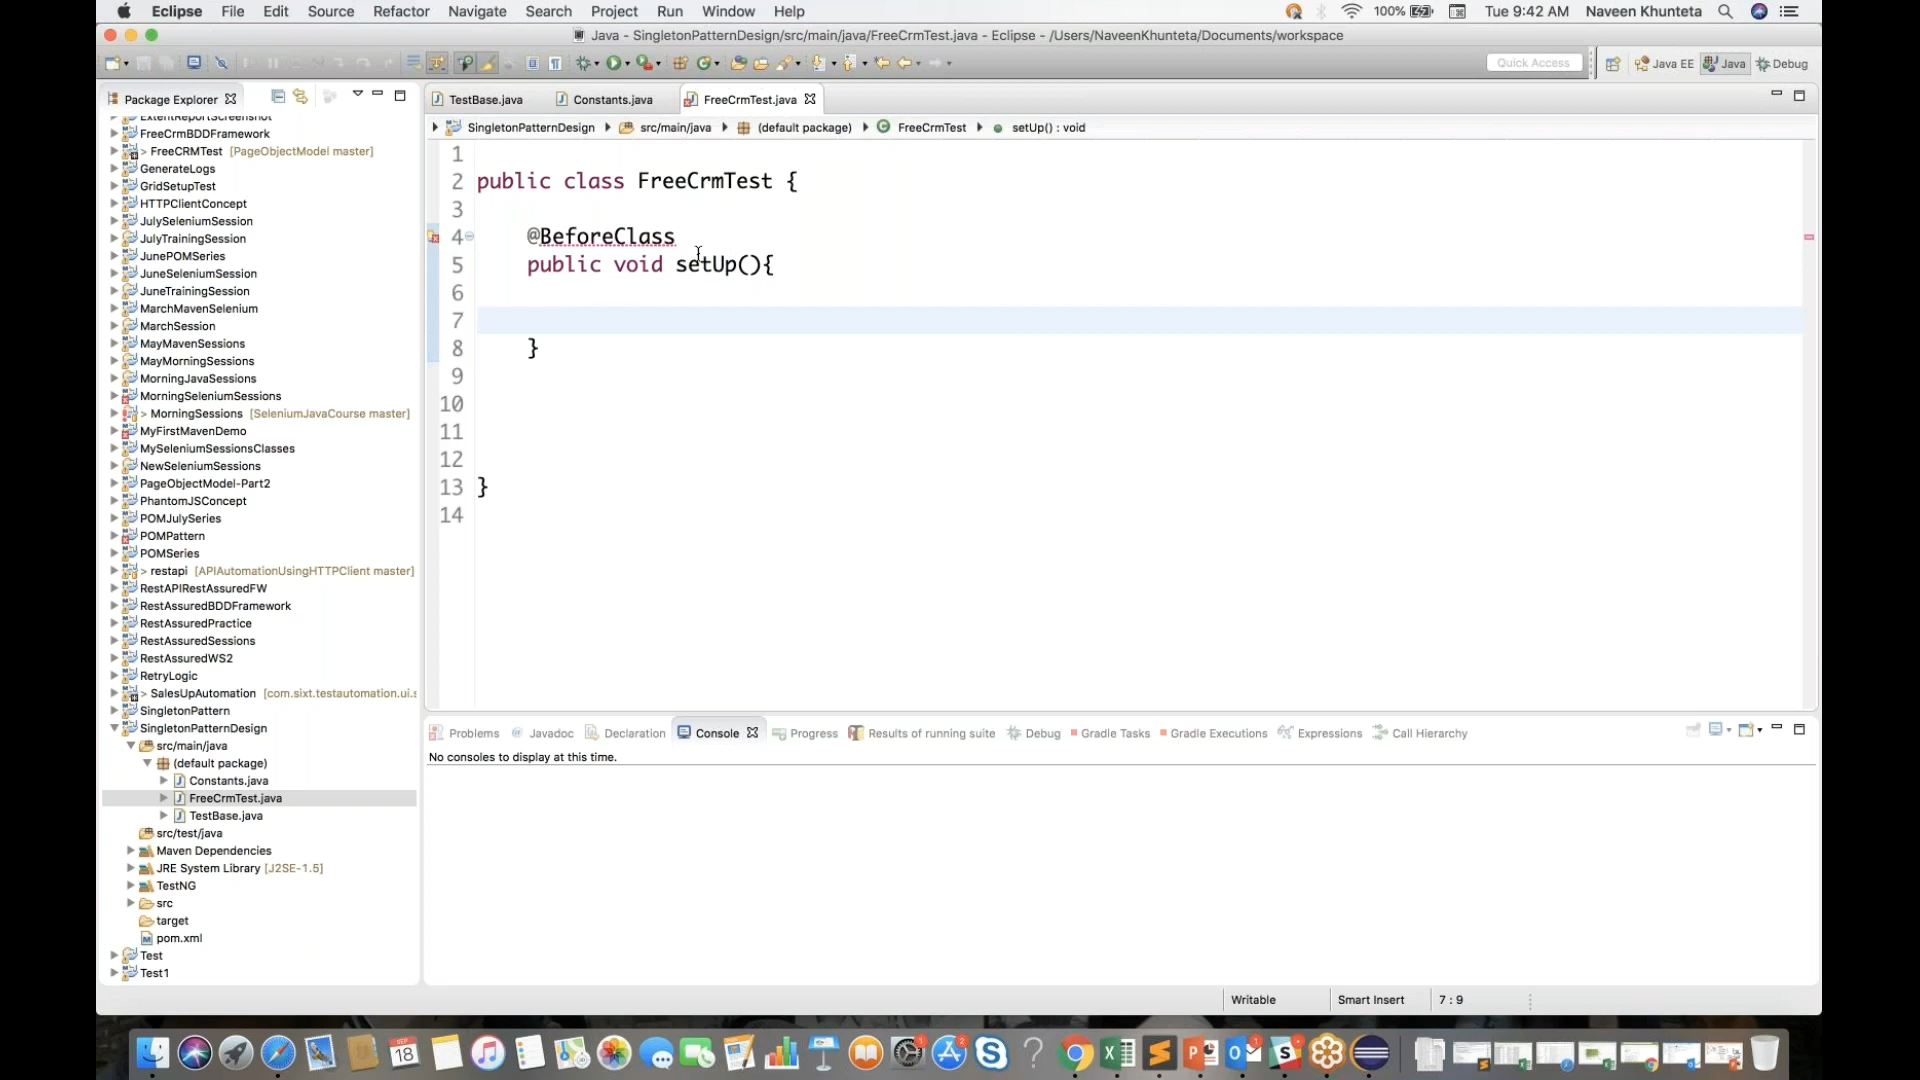 Eclipse File Edit Source Refactor Navigate Search Project Run Window Help 100% Tue 9:42 AM Naveen Khunteta
Java - SingletonPatternDesign/src/main/java/FreeCrmTest.java - Eclipse - /Users/NaveenKhunteta/Documents/workspace
Quick Access Java EE Java Debug
Package Explorer
ExtentReportScreenshot
FreeCrmBDDFramework
> FreeCRMTest [PageObjectModel master]
GenerateLogs
GridSetupTest
HTTPClientConcept
JulySeleniumSession
JulyTrainingSession
JunePOMSeries
JuneSeleniumSession
JuneTrainingSession
MarchMavenSelenium
MarchSession
MayMavenSessions
MayMorningSessions
MorningJavaSessions
MorningSeleniumSessions
> MorningSessions [SeleniumJavaCourse master]
MyFirstMavenDemo
MySeleniumSessionsClasses
NewSeleniumSessions
PageObjectModel-Part2
PhantomJSConcept
POMJulySeries
POMPattern
POMSeries
> restapi [APIAutomationUsingHTTPClient master]
RestAPIRestAssuredFW
RestAssuredBDDFramework
RestAssuredPractice
RestAssuredSessions
RestAssuredWS2
RetryLogic
> SalesUpAutomation [com.sixt.testautomation.ui.s
SingletonPattern
SingletonPatternDesign
src/main/java
(default package)
Constants.java
FreeCrmTest.java
TestBase.java
src/test/java
Maven Dependencies
JRE System Library [J2SE-1.5]
TestNG
src
target
pom.xml
Test
Test1
TestBase.java Constants.java FreeCrmTest.java
SingletonPatternDesign src/main/java (default package) FreeCrmTest setUp() : void
1
2 public class FreeCrmTest {
3
4 @BeforeClass
5 public void setUp(){
6
7
8 }
9
10
11
12
13 }
14
Problems Javadoc Declaration Console Progress Results of running suite Debug Gradle Tasks Gradle Executions Expressions Call Hierarchy
No consoles to display at this time.
Writable Smart Insert 7 : 9
18